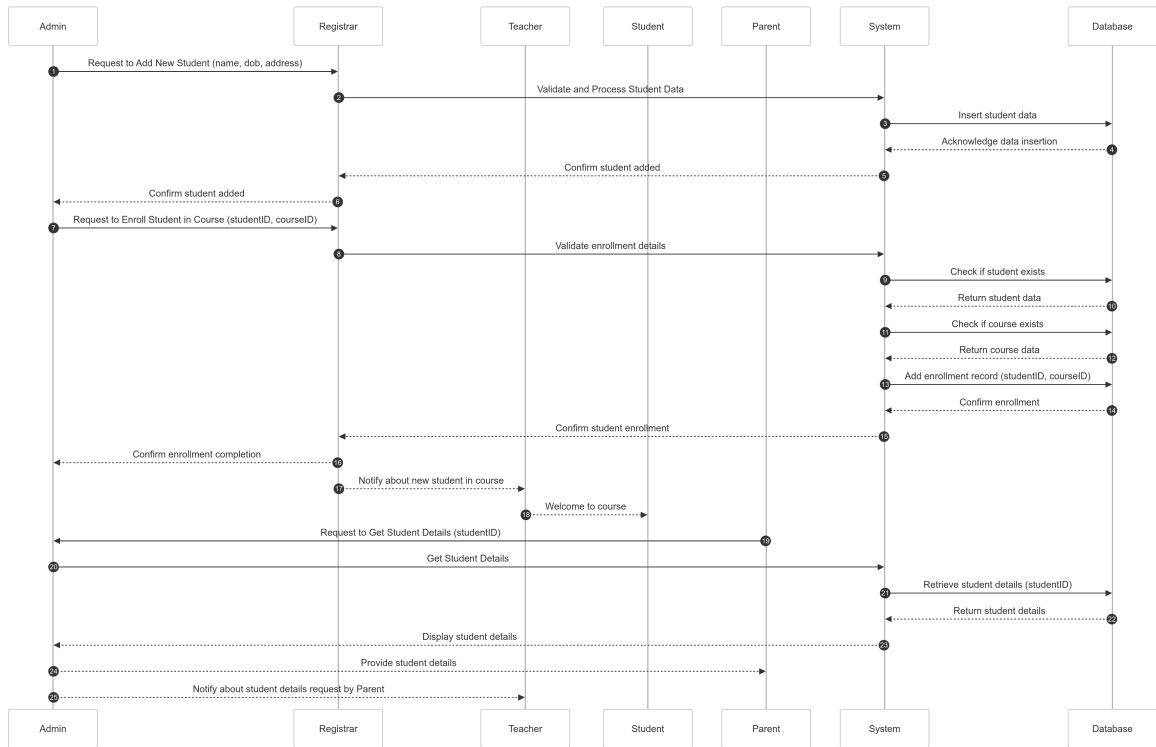 Admin
Registrar
Teacher
Student
Parent
System
Database
Request to Add New Student (name, dob, address)
1
Validate and Process Student Data
2
Insert student data
3
Acknowledge data insertion
4
Confirm student added
5
Confirm student added
6
Request to Enroll Student in Course (studentID, courseID)
7
Validate enrollment details
8
Check if student exists
9
Return student data
10
Check if course exists
11
Return course data
12
Add enrollment record (studentID, courseID)
13
Confirm enrollment
14
Confirm student enrollment
15
Confirm enrollment completion
16
Notify about new student in course
17
Welcome to course
18
Request to Get Student Details (studentID)
19
Get Student Details
20
Retrieve student details (studentID)
21
Return student details
22
Display student details
23
Provide student details
24
Notify about student details request by Parent
25
Admin
Registrar
Teacher
Student
Parent
System
Database